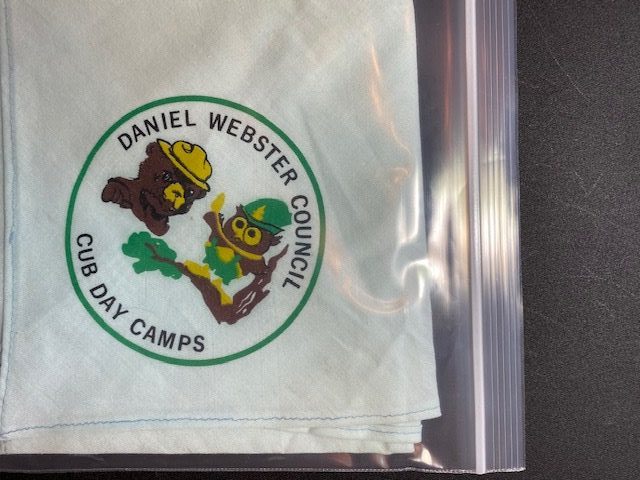 DANIEL WEBSTER COUNCIL
CUB DAY CAMPS